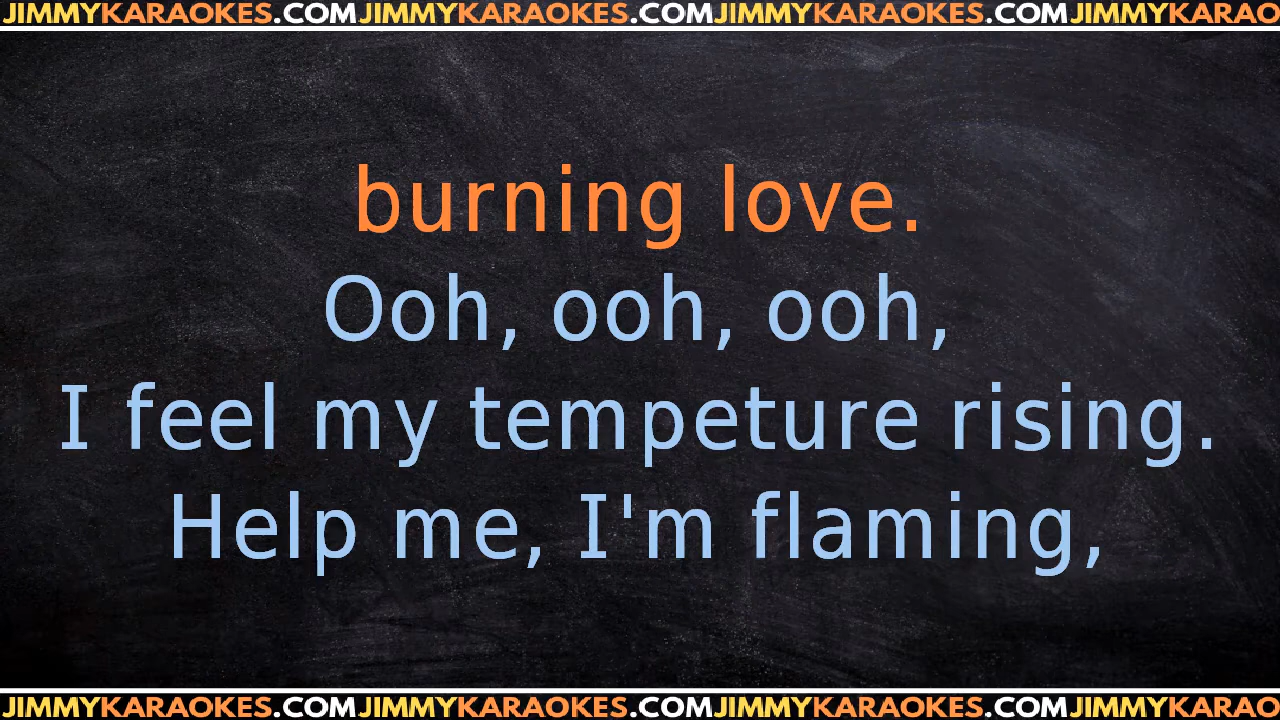 JIMMYKARAOKES.COMJIMMYKARAOKES.COMJIMMYKARAOKES.COMJIMMYKARAO
burning love.
Ooh, ooh, ooh,
I feel my tempeture rising.
Help me, I'm flaming,
JIMMYKARAOKES.COMJIMMYKARAOKES.COMJIMMYKARAOKES.COMJIMMYKARAO